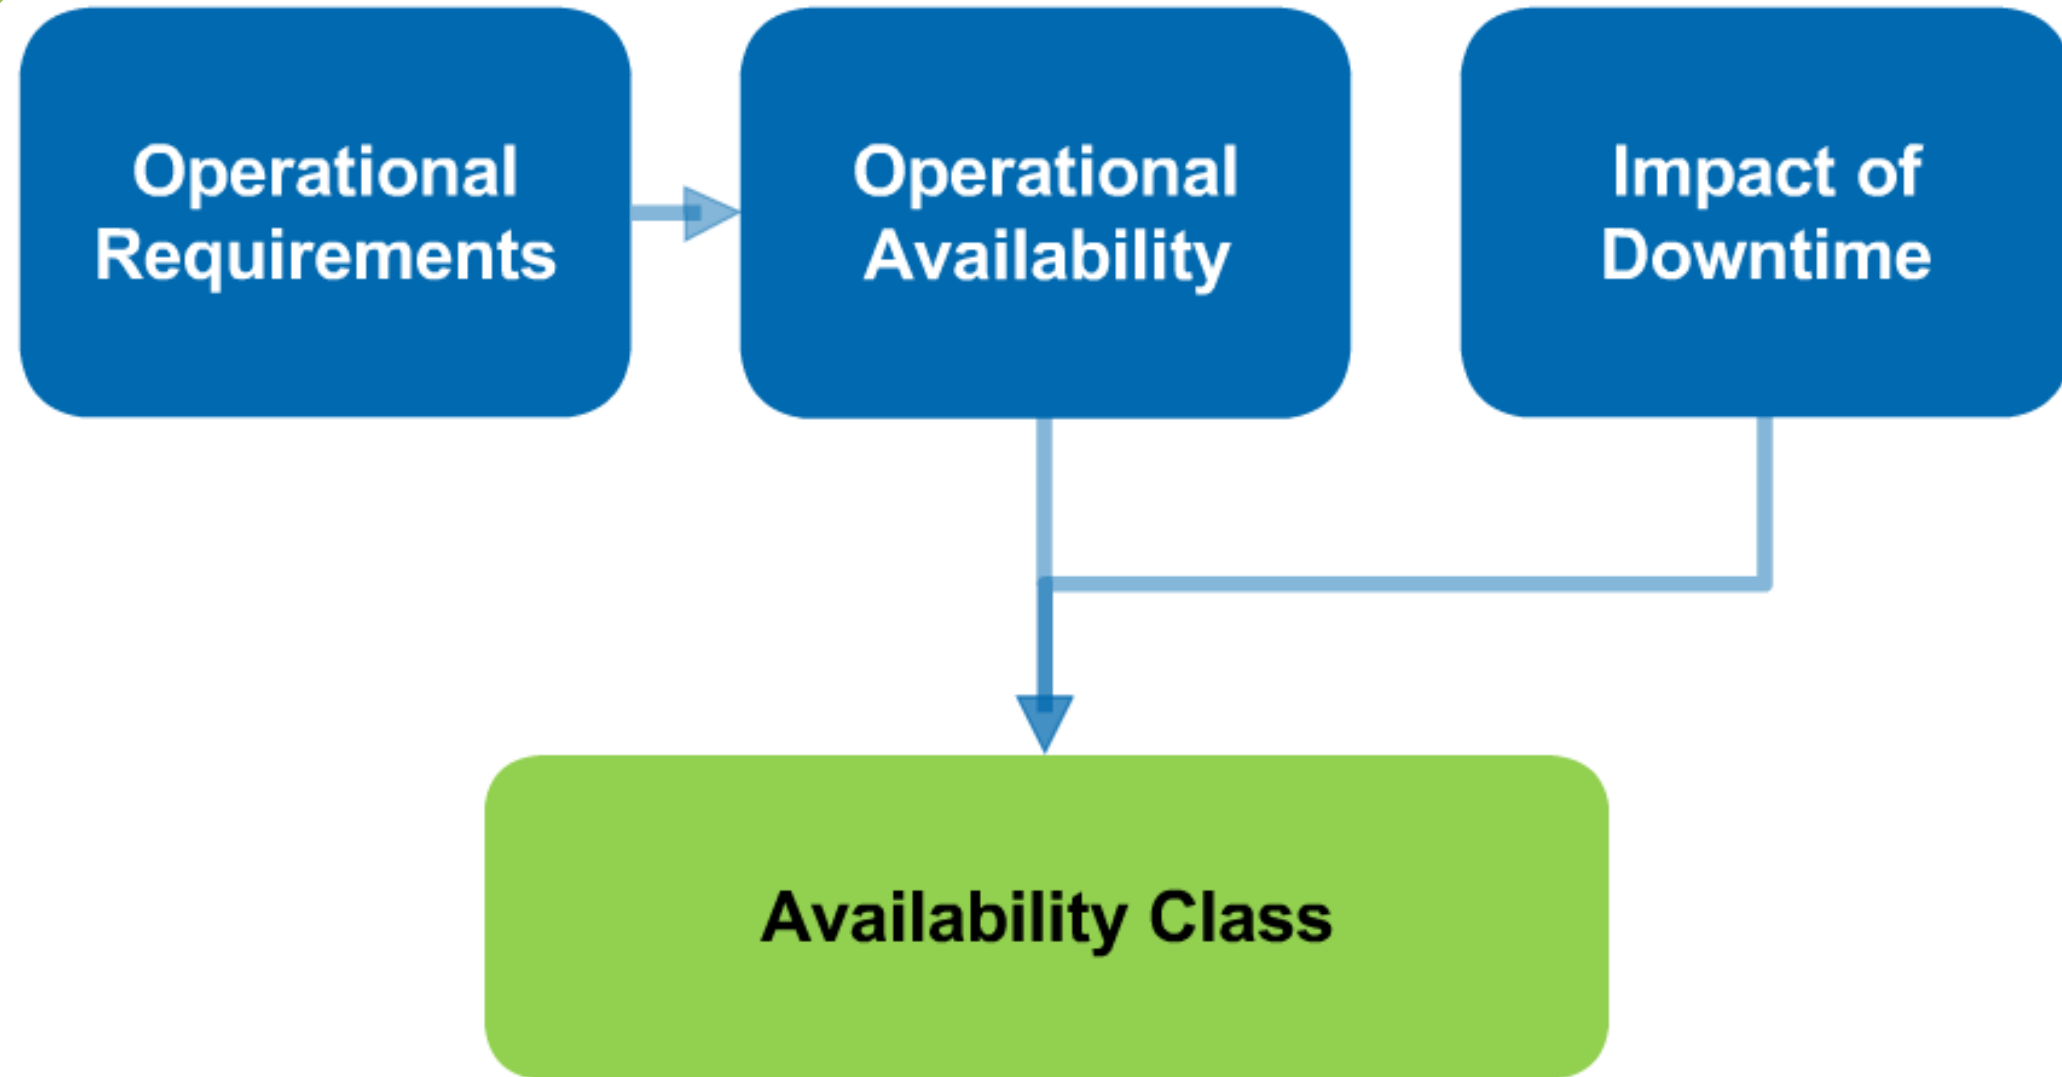 Operational
Requirements
Operational
Availability
Impact of
Downtime
Availability Class